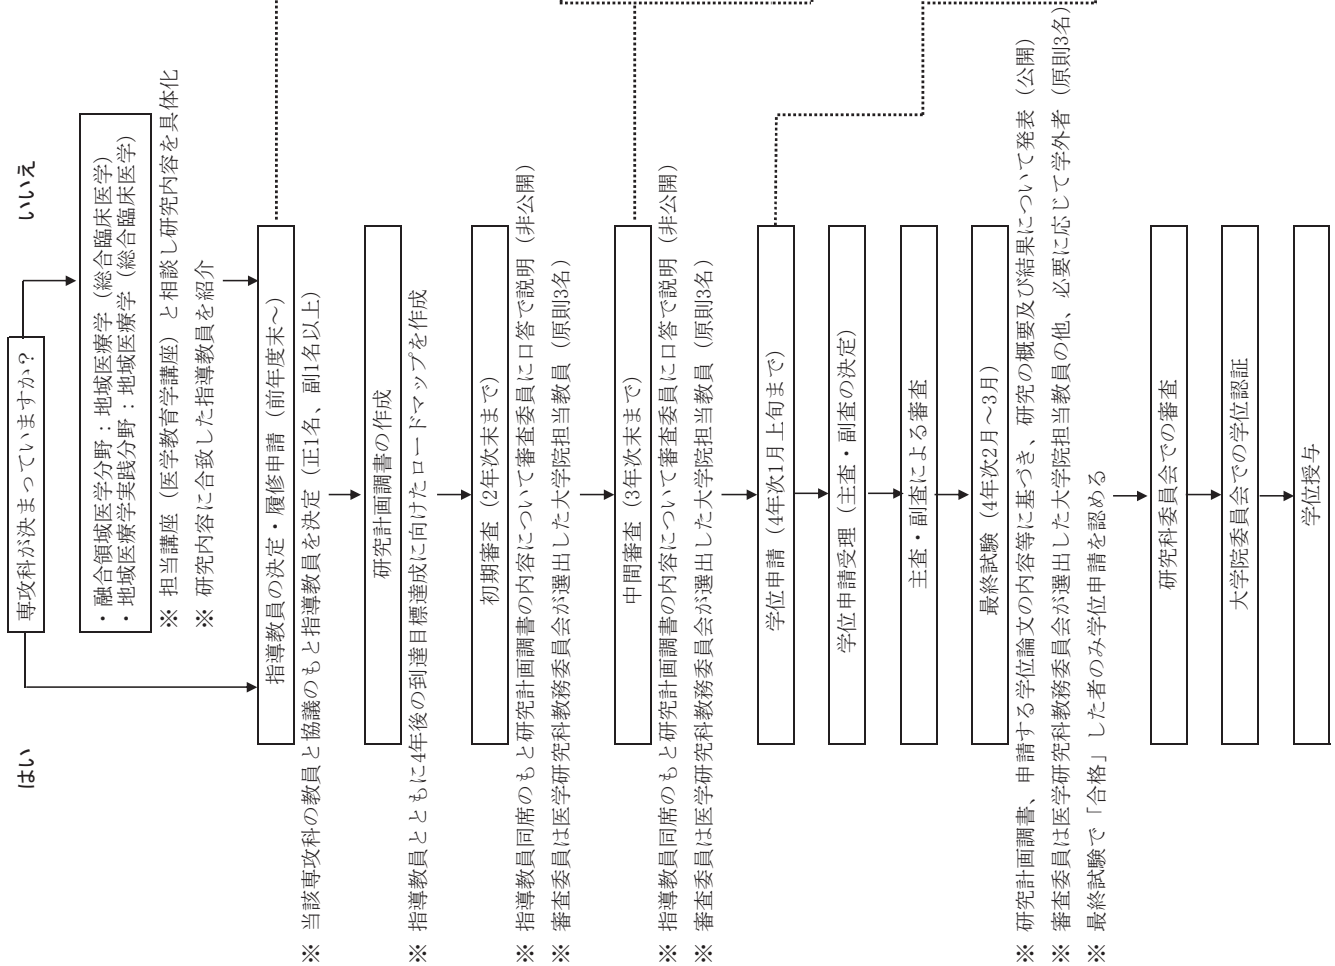 はい
いいえ
専攻科が決まっていますか？
・融合領域医学分野：地域医療学（総合臨床医学）
・地域医療学実践分野：地域医療学（総合臨床医学）
※ 担当講座（医学教育学講座）と相談し研究内容を具体化
※ 研究内容に合致した指導教員を紹介
指導教員の決定・履修申請（前年度末～）
※ 当該専攻科の教員と協議のもと指導教員を決定（正1名、副1名以上）
研究計画調書の作成
※ 指導教員とともに4年後の到達目標達成に向けたロードマップを作成
初期審査（2年次末まで）
※ 指導教員同席のもと研究計画調書の内容について審査委員に口答で説明（非公開）
※ 審査委員は医学研究科教務委員会が選出した大学院担当教員（原則3名）
中間審査（3年次末まで）
※ 指導教員同席のもと研究計画調書の内容について審査委員に口答で説明（非公開）
※ 審査委員は医学研究科教務委員会が選出した大学院担当教員（原則3名）
学位申請（4年次1月上旬まで）
学位申請受理（主査・副査の決定）
主査・副査による審査
最終試験（4年次2月～3月）
※ 研究計画調書、申請する学位論文の内容等に基づき、研究の概要及び結果について発表（公開）
※ 審査委員は医学研究科教務委員会が選出した大学院担当教員の他、必要に応じて学外者（原則3名）
※ 最終試験で「合格」した者のみ学位申請を認める
研究科委員会での審査
大学院委員会での学位認証
学位授与